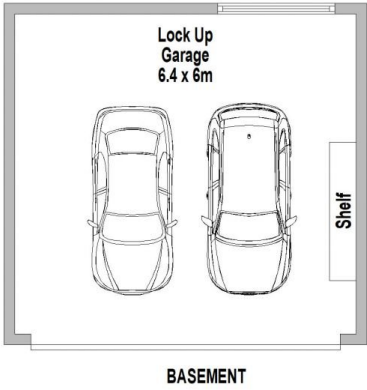 Lock Up
Garage
6.4 x 6m
Shelf
BASEMENT